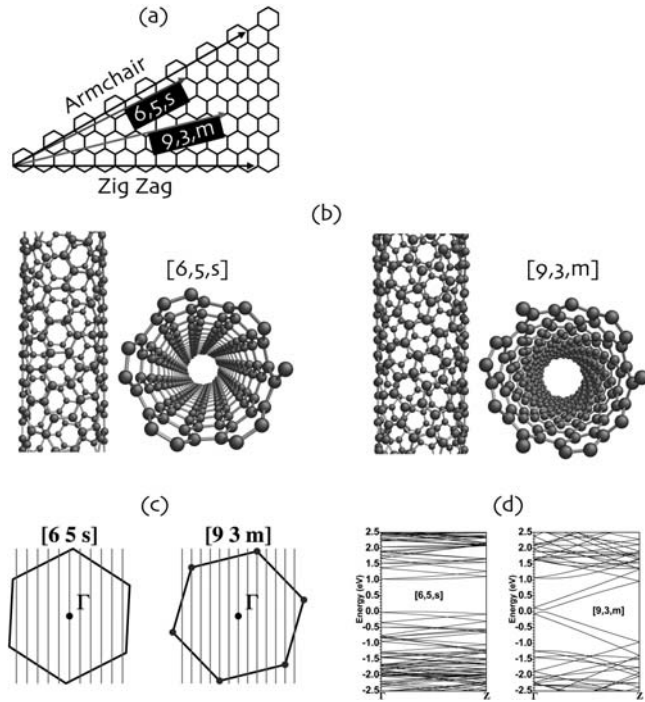 (a)
Armchair
6,5,s
9,3,m
Zig Zag
(b)
[6,5,s]
[9,3,m]
(c)
(d)
[6 5 s]
[9 3 m]
Γ
Γ
Energy (eV)
2.5
2.0
1.5
1.0
0.5
0.0
-0.5
-1.0
-1.5
-2.0
-2.5
[6,5,s]
Γ
Z
Energy (eV)
2.5
2.0
1.5
1.0
0.5
0.0
-0.5
-1.0
-1.5
-2.0
-2.5
[9,3,m]
Γ
Z